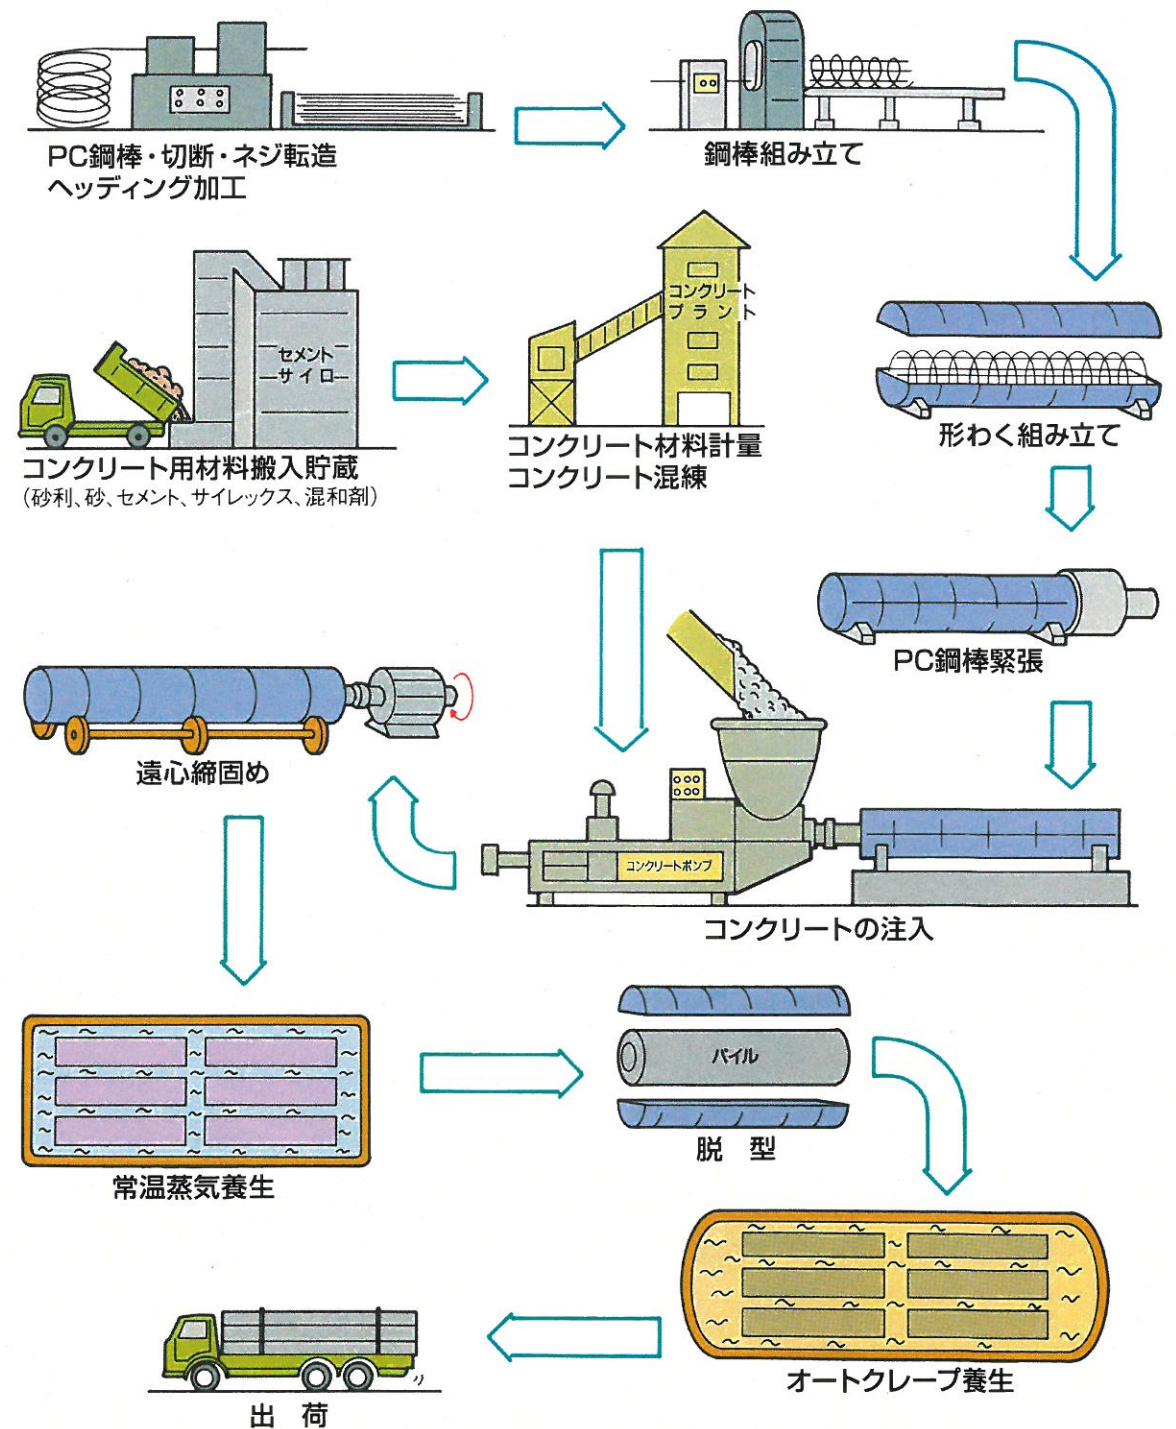 PC鋼棒・切断・ネジ転造
ヘッディング加工
鋼棒組み立て
セメント
サイロ
コンクリート用材料搬入貯蔵
(砂利、砂、セメント、サイレックス、混和剤)
コンクリート
プラント
コンクリート材料計量
コンクリート混練
形わく組み立て
PC鋼棒緊張
遠心締固め
コンクリートポンプ
コンクリートの注入
常温蒸気養生
パイル
脱 型
オートクレープ養生
出 荷